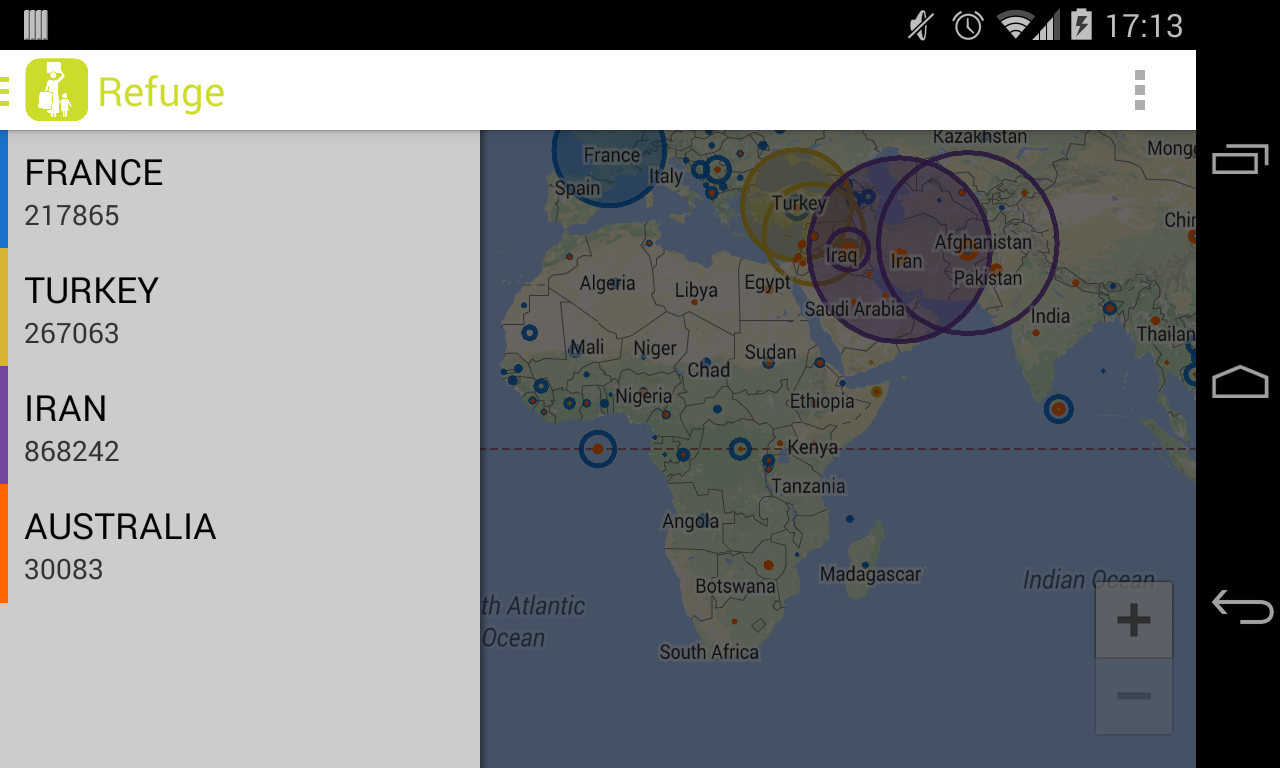 17:13
Refuge
FRANCE
217865
TURKEY
267063
IRAN
868242
AUSTRALIA
30083
Kazakhstan
Mong
France
Italy
Spain
Turkey
Chin
Afghanistan
Iraq
Iran
Pakistan
Algeria
Libya
Egypt
Saudi Arabia
India
Thailan
Mali
Niger
Sudan
Chad
Nigeria
Ethiopia
Kenya
Tanzania
Angola
Botswana
Madagascar
Indian Ocean
th Atlantic
Ocean
South Africa